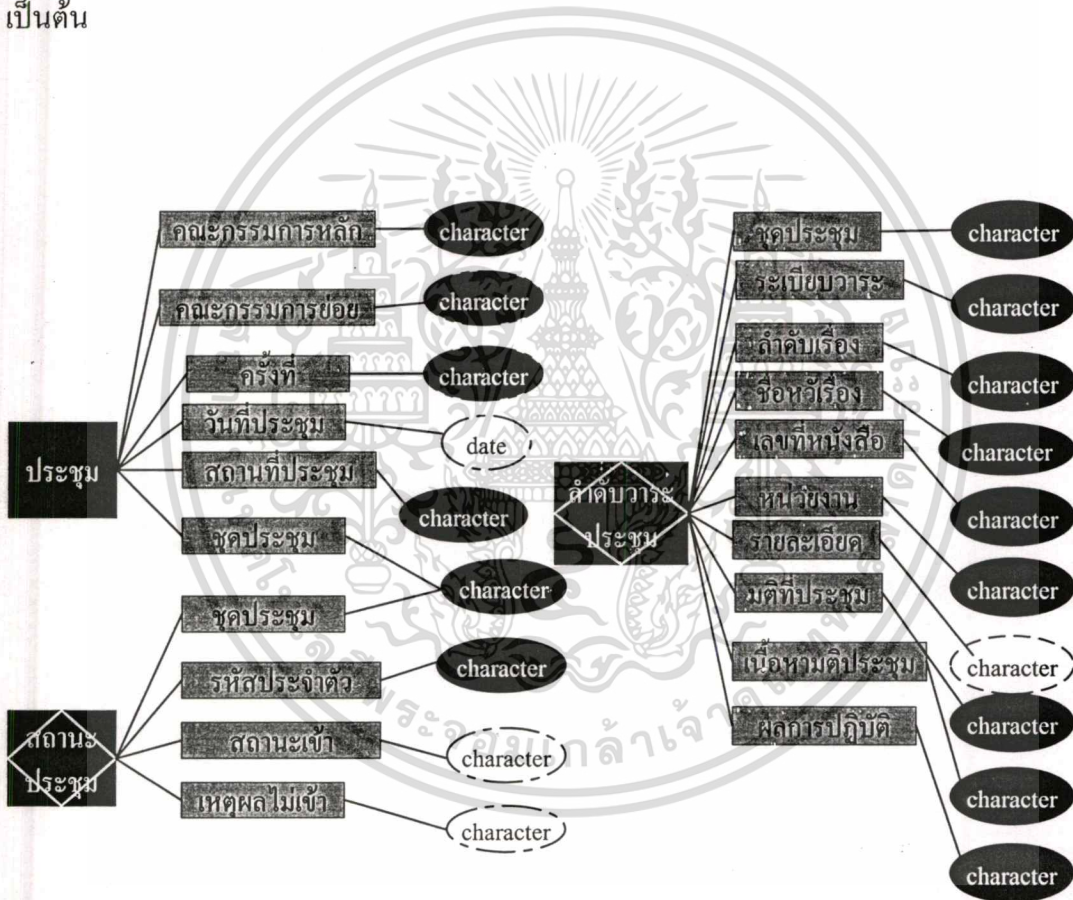 เป็นต้น
คณะกรรมการหลัก character
คณะกรรมการย่อย character
ครั้งที่ character
วันที่ประชุม date
สถานที่ประชุม character
ชุดประชุม
ประชุม
ชุดประชุม character
รหัสประจำตัว character
สถานะเข้า character
เหตุผลไม่เข้า character
สถานะ
ประชุม
ชุดประชุม character
ระเบียบวาระ character
ลำดับเรื่อง character
ชื่อหัวเรื่อง character
เลขที่หนังสือ character
หน่วยงาน character
รายละเอียด character
มติที่ประชุม character
เนื้อหามติประชุม character
ผลการปฎิบัติ character
ลำดับวาระ
ประชุม